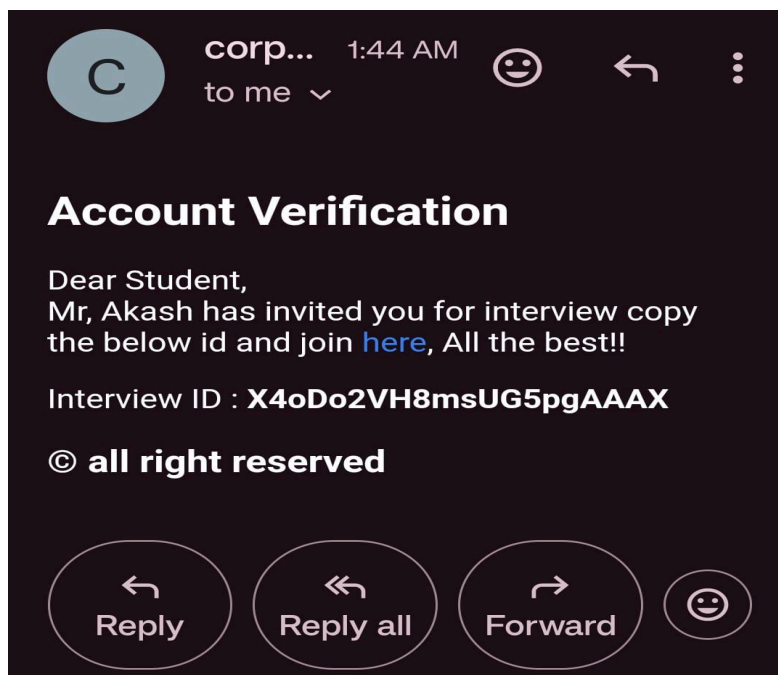 C
corp... 1:44 AM
to me
Account Verification
Dear Student,
Mr, Akash has invited you for interview copy
the below id and join here, All the best!!
Interview ID : X4oDo2VH8msUG5pgAAAX
© all right reserved
Reply
Reply all
Forward